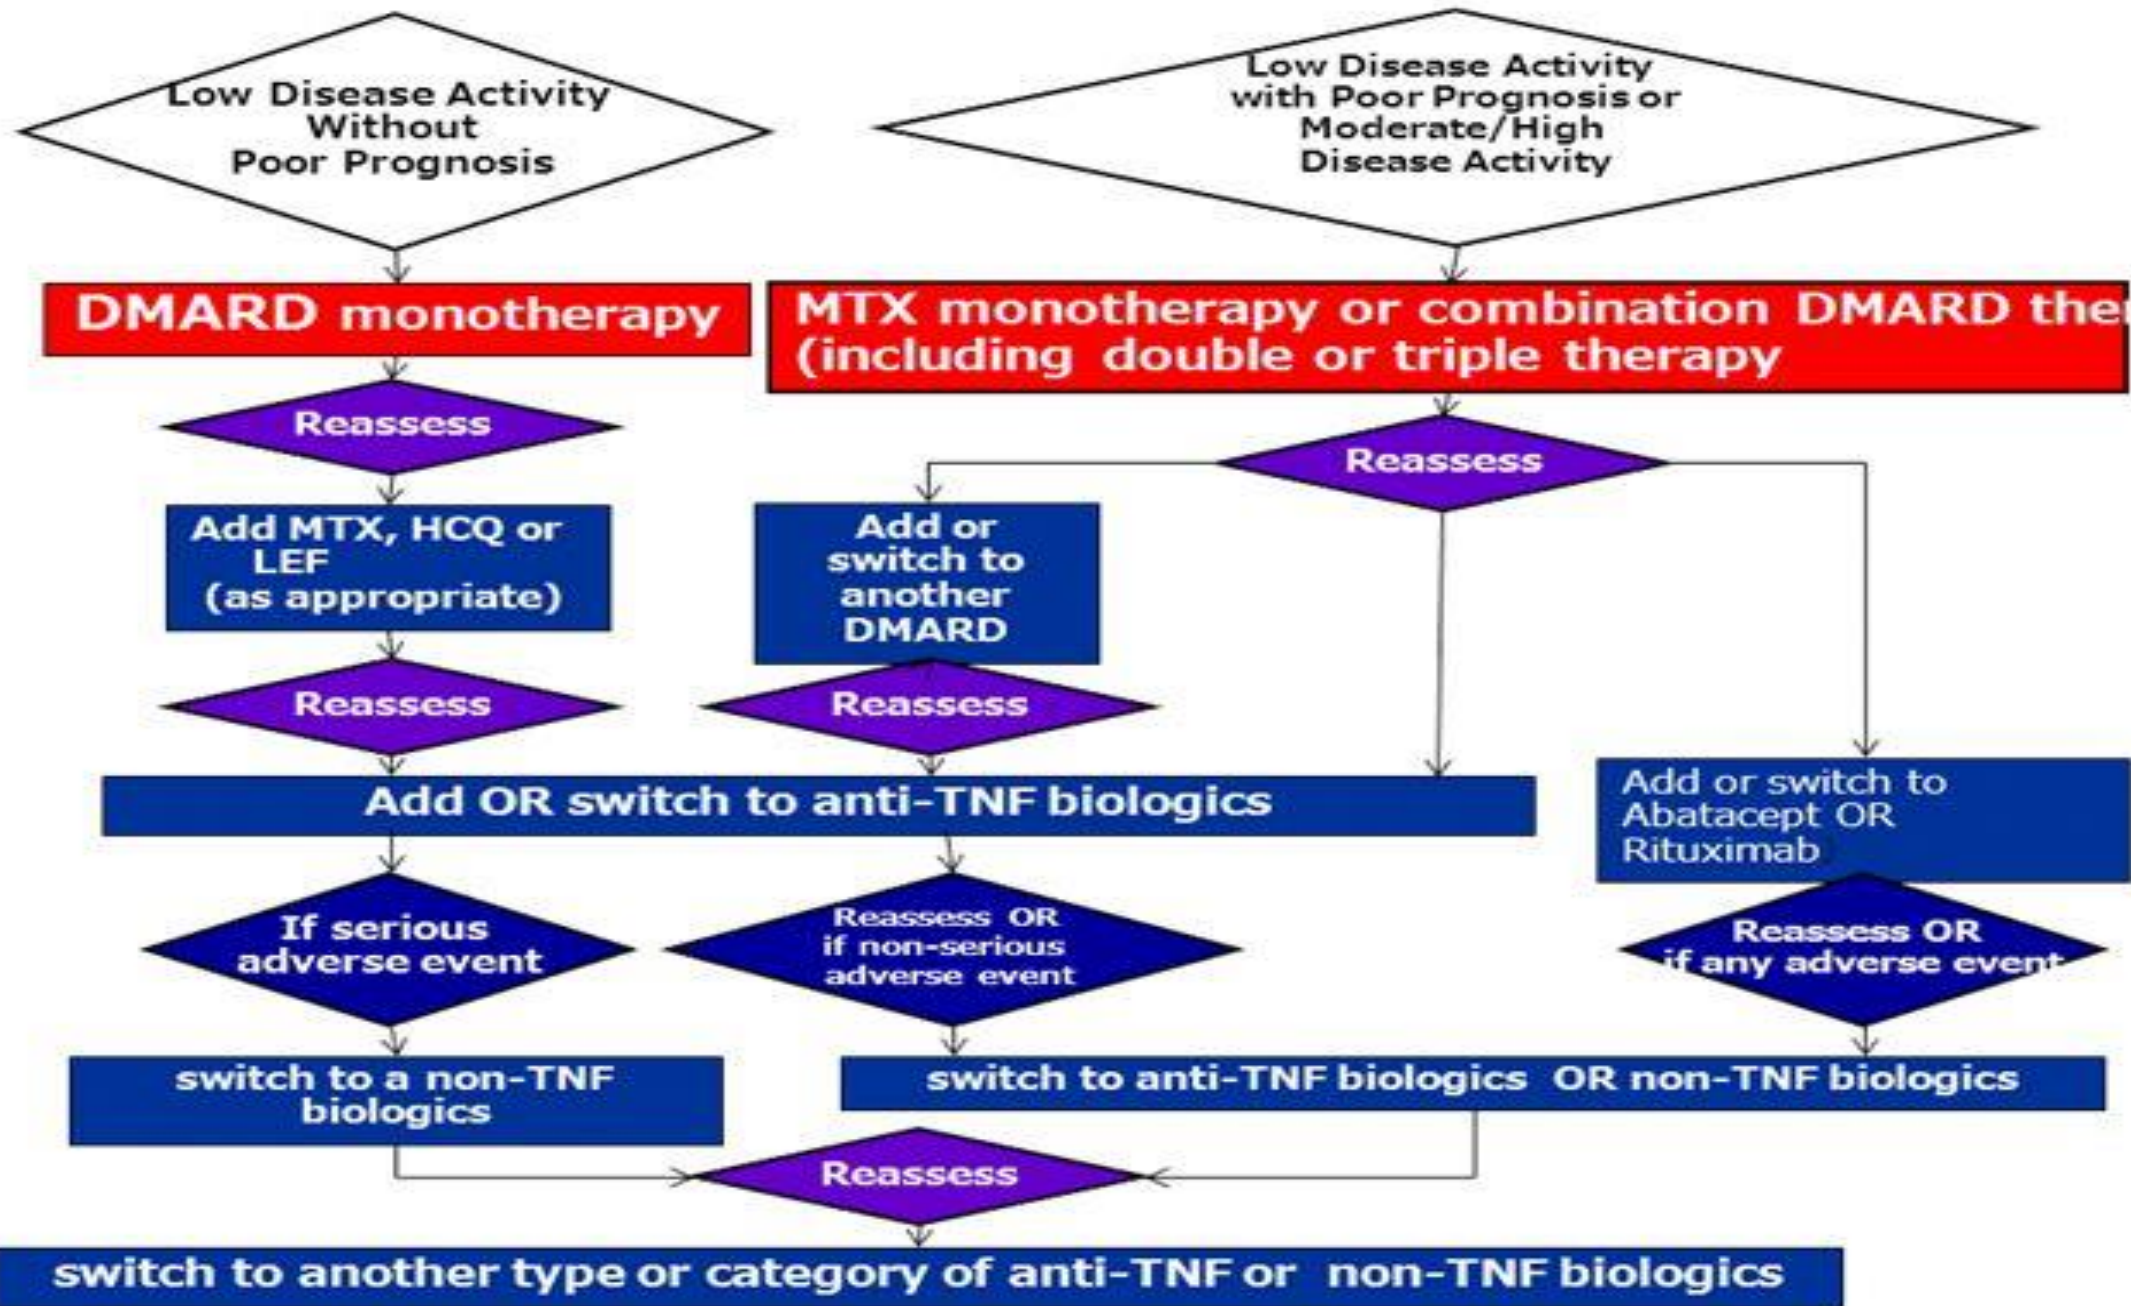 Low Disease Activity
Without
Poor Prognosis
Low Disease Activity
with Poor Prognosis or
Moderate/High
Disease Activity
DMARD monotherapy
MTX monotherapy or combination DMARD ther
(including double or triple therapy
Reassess
Reassess
Add MTX, HCQ or
LEF
(as appropriate)
Add or
switch to
another
DMARD
Reassess
Reassess
Add OR switch to anti-TNF biologics
Add or switch to
Abatacept OR
Rituximab
If serious
adverse event
Reassess OR
if non-serious
adverse event
Reassess OR
if any adverse event
switch to a non-TNF
biologics
switch to anti-TNF biologics OR non-TNF biologics
Reassess
switch to another type or category of anti-TNF or non-TNF biologics